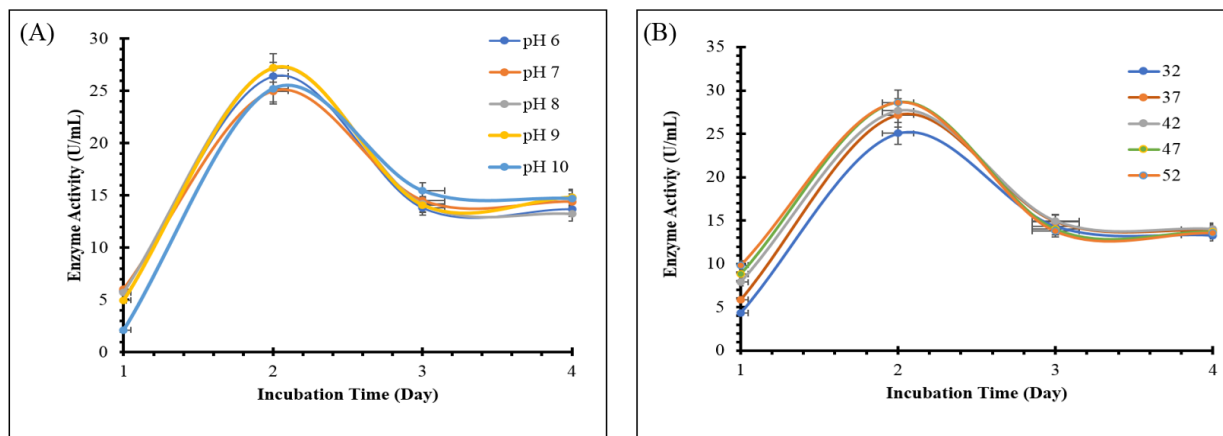 (A)
30
25
20
15
10
5
0
Enzyme Activity (U/mL)
1 2 3 4
Incubation Time (Day)
pH 6
pH 7
pH 8
pH 9
pH 10
(B)
35
30
25
20
15
10
5
0
Enzyme Activity (U/mL)
1 2 3 4
Incubation Time (Day)
32
37
42
47
52